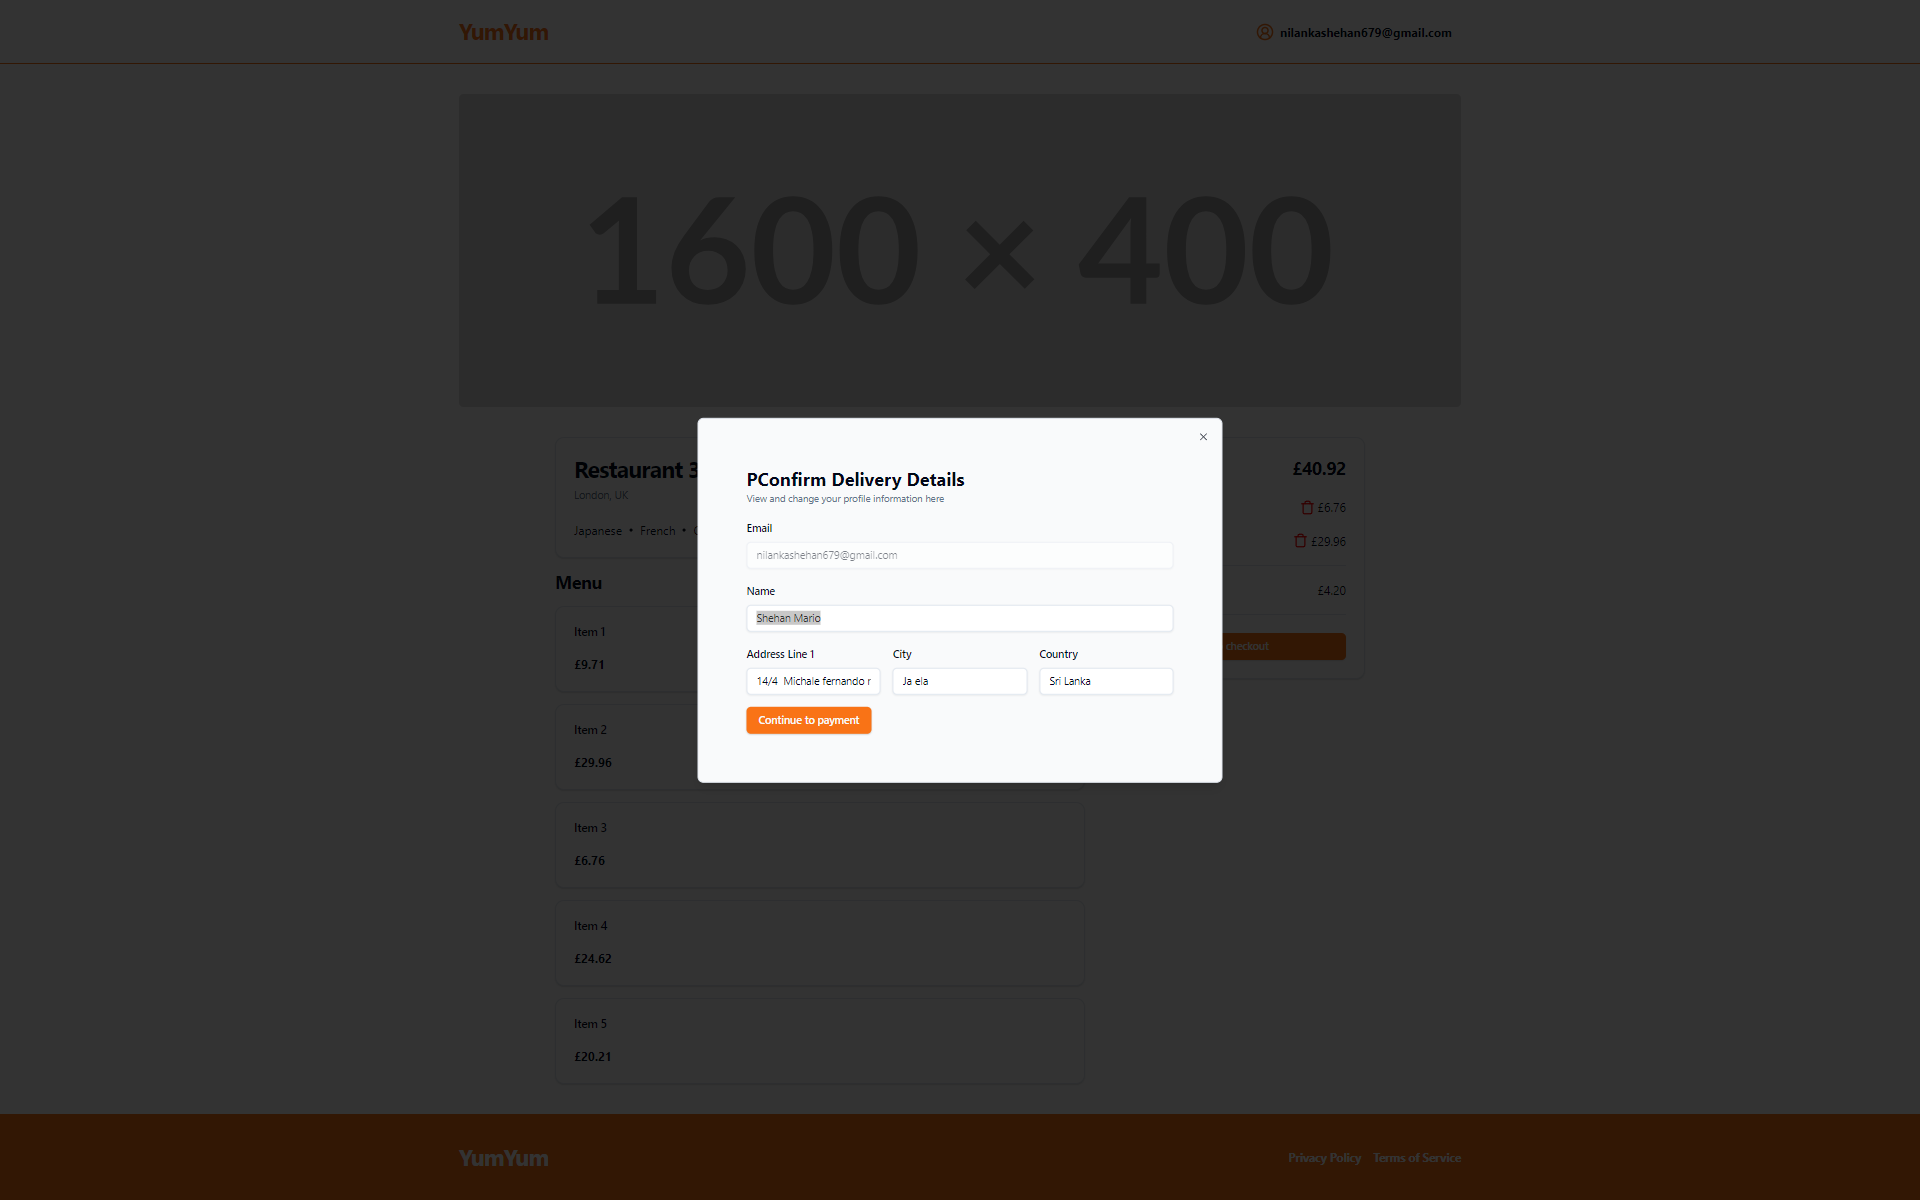 YumYum
nilankashehan679@gmail.com
1600 × 400
Restaurant 3
London, UK
Japanese • French •
Menu
Item 1
£9.71
Item 2
£29.96
Item 3
£6.76
Item 4
£24.62
Item 5
£20.21
£40.92
£6.76
£29.96
£4.20
checkout
PConfirm Delivery Details
View and change your profile information here
Email
nilankashehan679@gmail.com
Name
Shehan Mario
Address Line 1 City Country
14/4 Michale fernando r Ja ela Sri Lanka
Continue to payment
YumYum
Privacy Policy Terms of Service